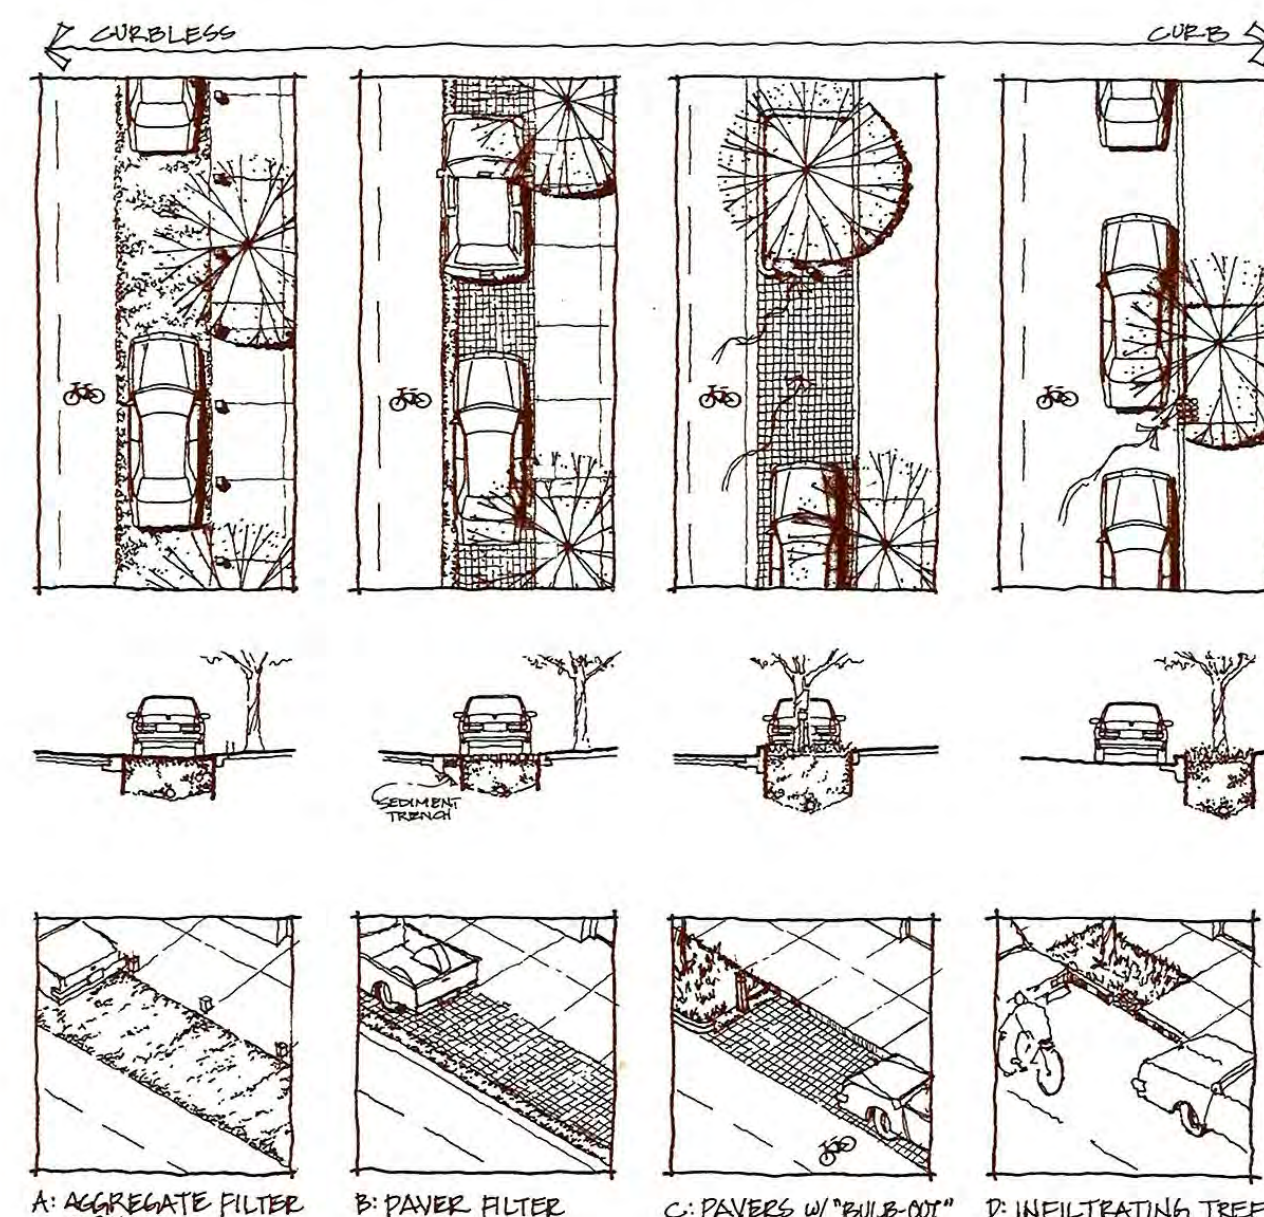 CURBLESS
CURB
SEDIMENT
TRENCH
A: AGGREGATE FILTER
B: PAVER FILTER
C: PAVERS W/ "BULB-OUT"
D: INFILTRATING TREE